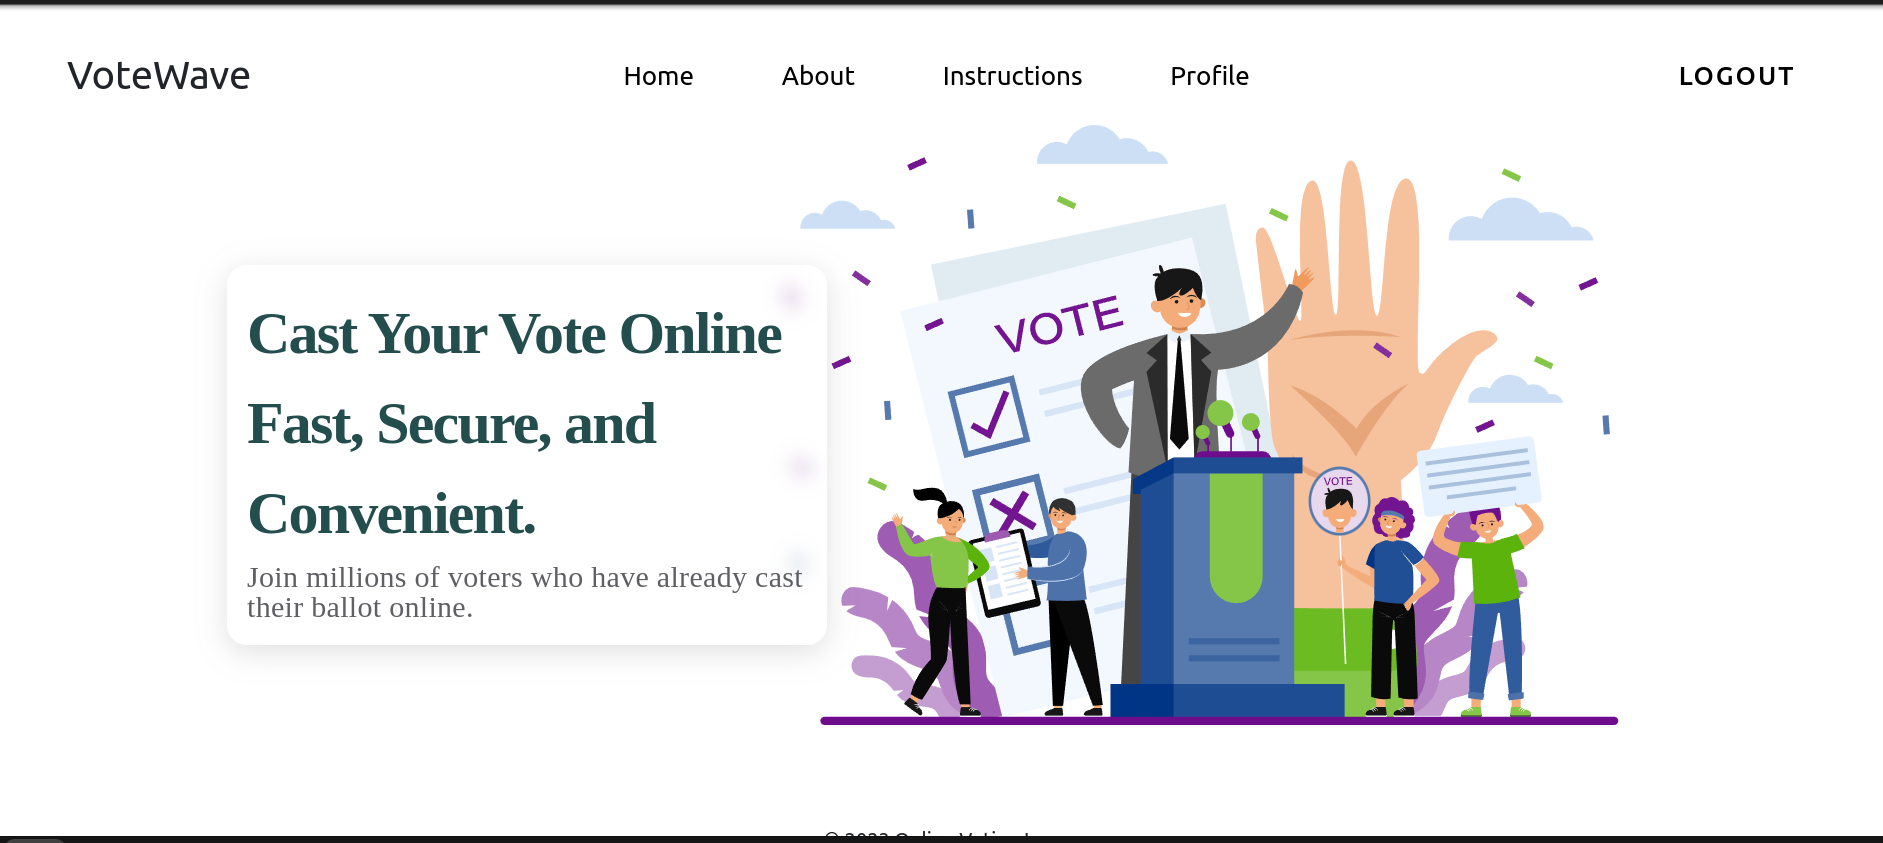 VoteWave
Home
About
Instructions
Profile
LOGOUT
Cast Your Vote Online
Fast, Secure, and
Convenient.
Join millions of voters who have already cast
their ballot online.
VOTE
VOTE